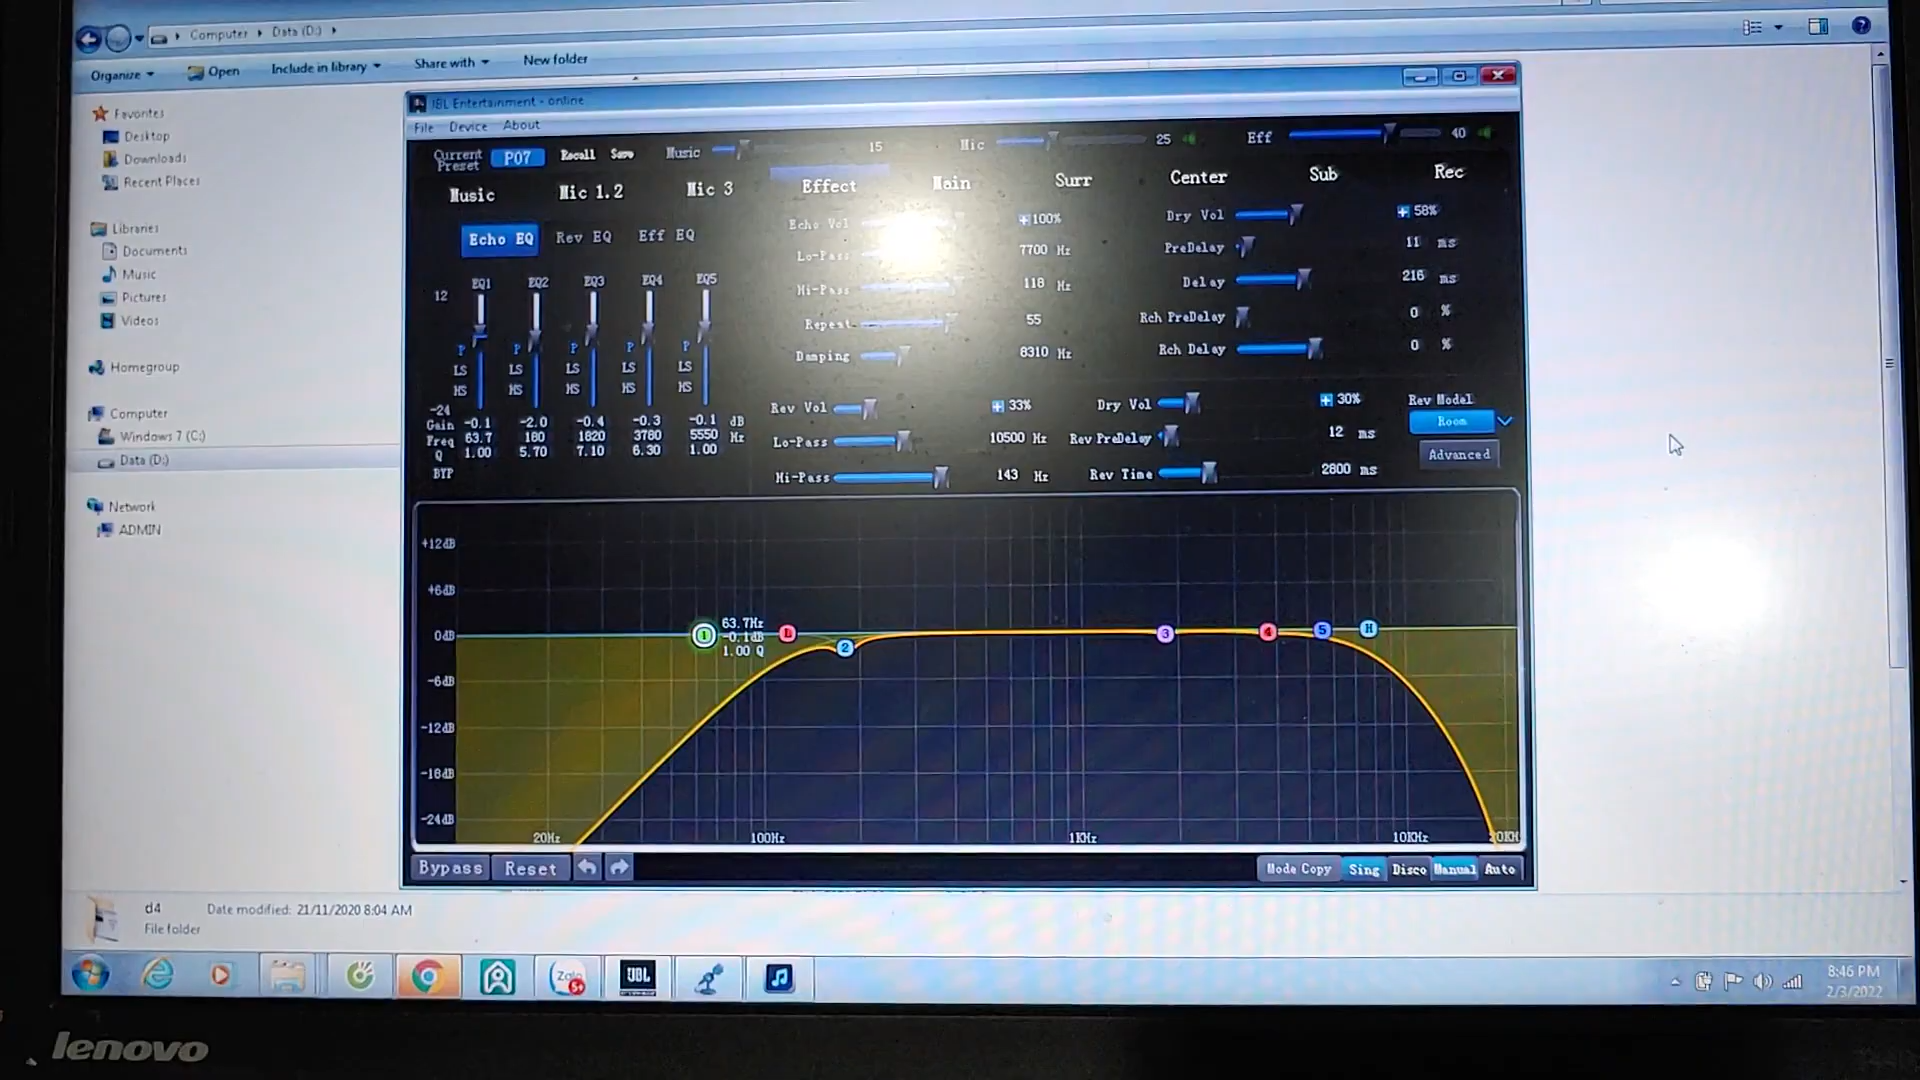 Computer Data (D:)
Organize Open Include in library Share with New folder
Favorites
Desktop
Downloads
Recent Places
Libraries
Documents
Music
Pictures
Videos
Homegroup
Computer
Windows 7 (C:)
Data (D:)
Network
ADMIN
JBL Entertainment - online
File Device About
Current Preset P07 Recall Save Music 15 Mic 25 Eff 40
Music Mic 1.2 Mic 3 Effect Main Surr Center Sub Rec
Echo EQ Rev EQ Eff EQ
EQ1 EQ2 EQ3 EQ4 EQ5
12
P P P P P
LS LS LS LS LS
HS HS HS HS HS
-24
Gain -0.1 -2.0 -0.4 -0.3 -0.1 dB
Freq 63.7 180 1820 3780 5550 Hz
Q 1.00 5.70 7.10 6.30 1.00
BYP
Echo Vol +100%
Lo-Pass 7700 Hz
Hi-Pass 118 Hz
Repeat 55
Damping 8310 Hz
Dry Vol +58%
PreDelay 11 ms
Delay 216 ms
Rch PreDelay 0 %
Rch Delay 0 %
Rev Vol +33%
Lo-Pass 10500 Hz
Hi-Pass 143 Hz
Dry Vol +30%
Rev PreDelay 12 ms
Rev Time 2800 ms
Rev Model
Room
Advanced
+12dB
+6dB
0dB
-6dB
-12dB
-18dB
-24dB
1 63.7Hz
-0.1dB
1.00 Q
L 2 3 4 5 H
20Hz 100Hz 1KHz 10KHz 20KH
Bypass Reset Mode Copy Sing Disco Manual Auto
d4 Date modified: 21/11/2020 8:04 AM
File folder
Zalo 5+ JBL
8:46 PM
2/3/2022
lenovo